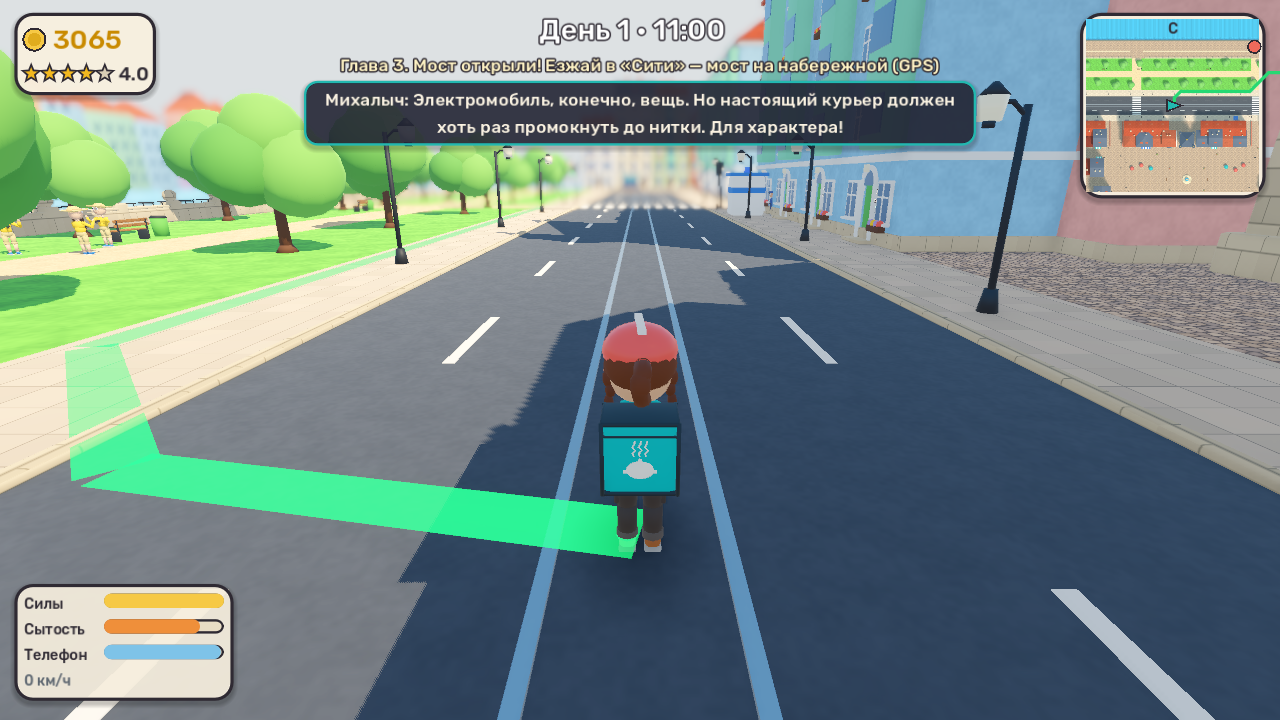 3065
4.0
День 1 • 11:00
Глава 3. Мост открыли! Езжай в «Сити» — мост на набережной (GPS)
Михалыч: Электромобиль, конечно, вещь. Но настоящий курьер должен
хоть раз промокнуть до нитки. Для характера!
С
Силы
Сытость
Телефон
0 км/ч